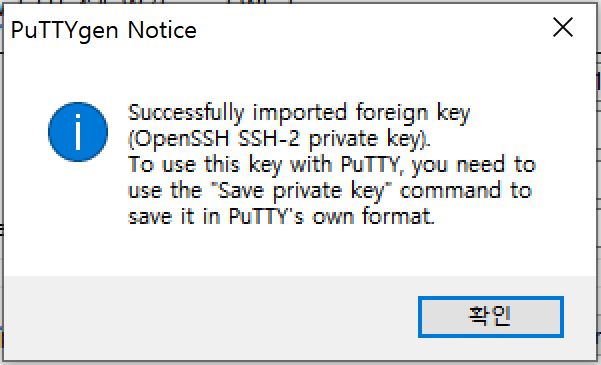 PuTTYgen Notice
Successfully imported foreign key
(OpenSSH SSH-2 private key).
To use this key with PuTTY, you need to
use the "Save private key" command to
save it in PuTTY's own format.
확인